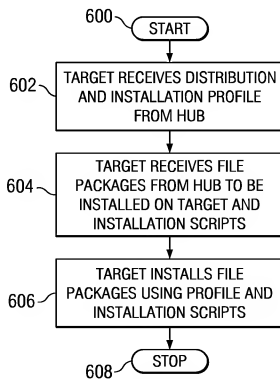 600
START
602
TARGET RECEIVES DISTRIBUTION
AND INSTALLATION PROFILE
FROM HUB
604
TARGET RECEIVES FILE
PACKAGES FROM HUB TO BE
INSTALLED ON TARGET AND
INSTALLATION SCRIPTS
606
TARGET INSTALLS FILE
PACKAGES USING PROFILE AND
INSTALLATION SCRIPTS
608
STOP